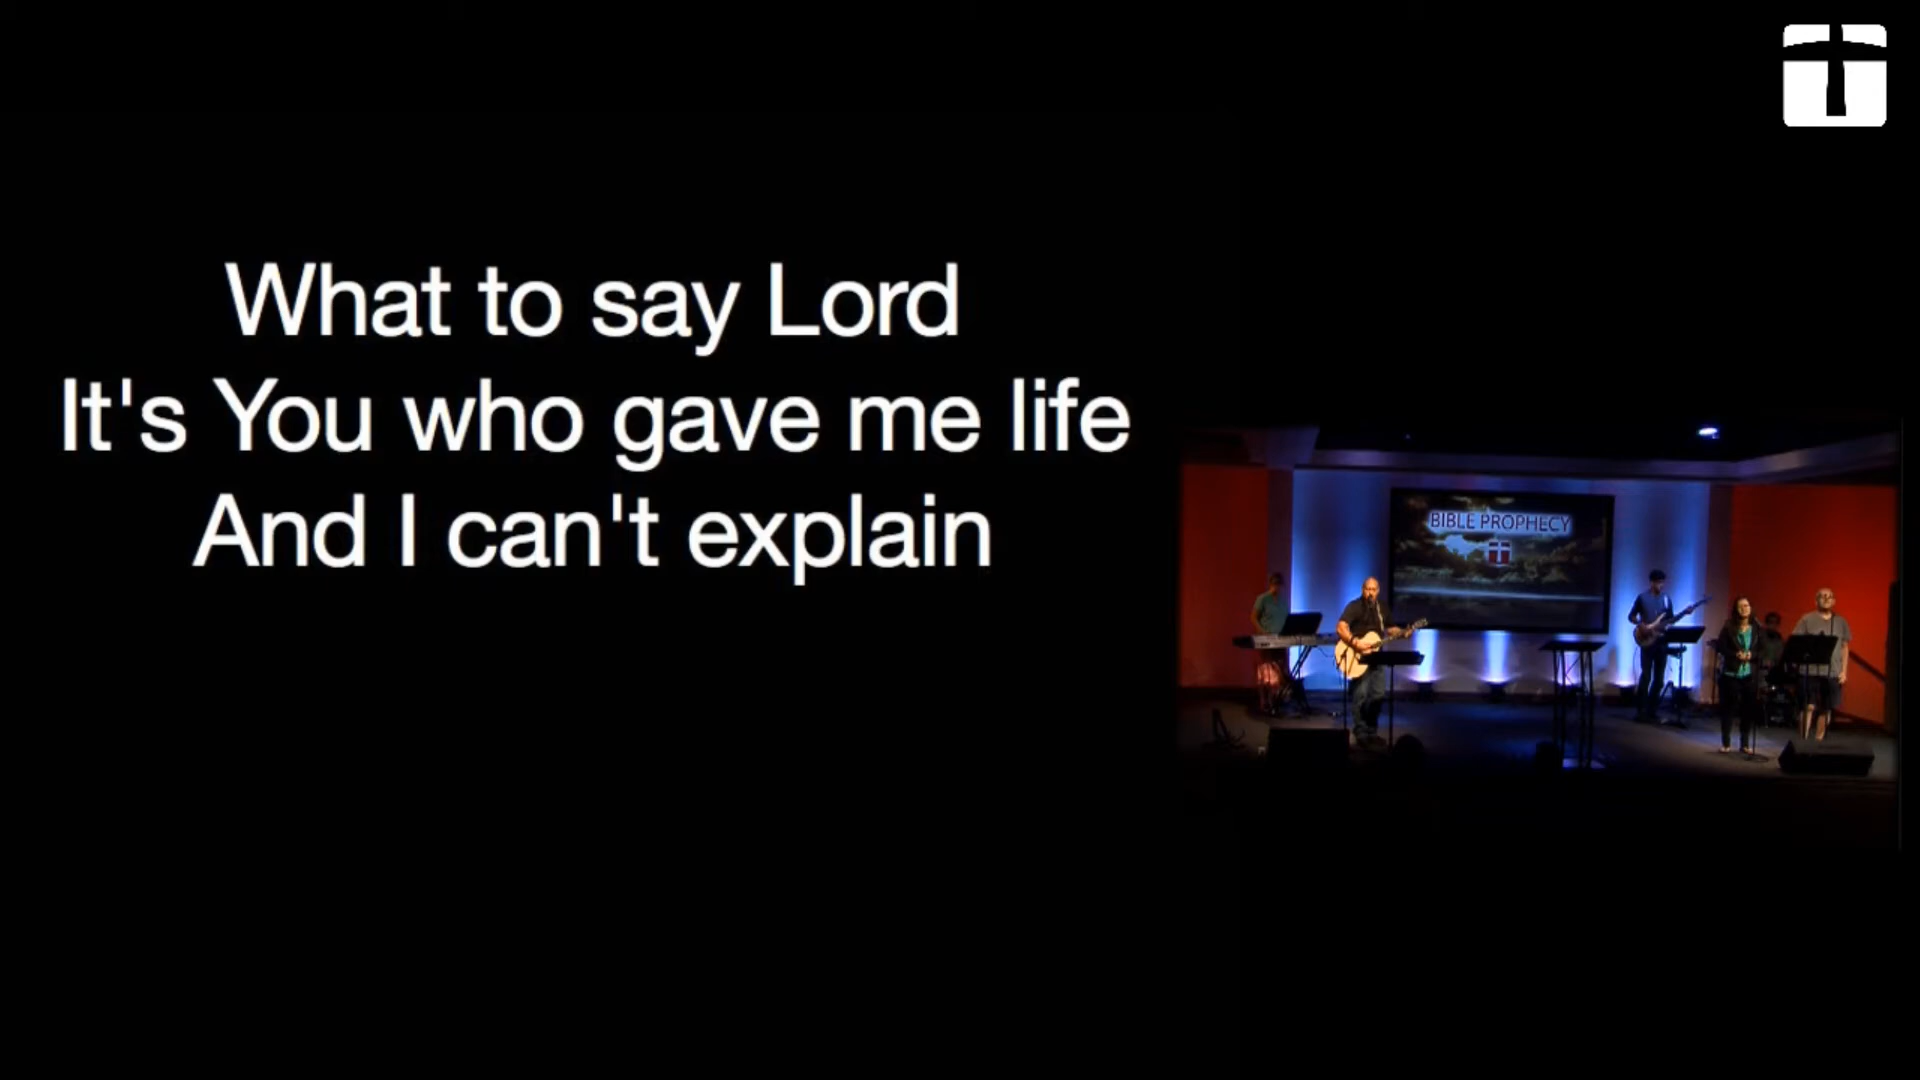 What to say Lord
It's You who gave me life
And I can't explain
BIBLE PROPHECY